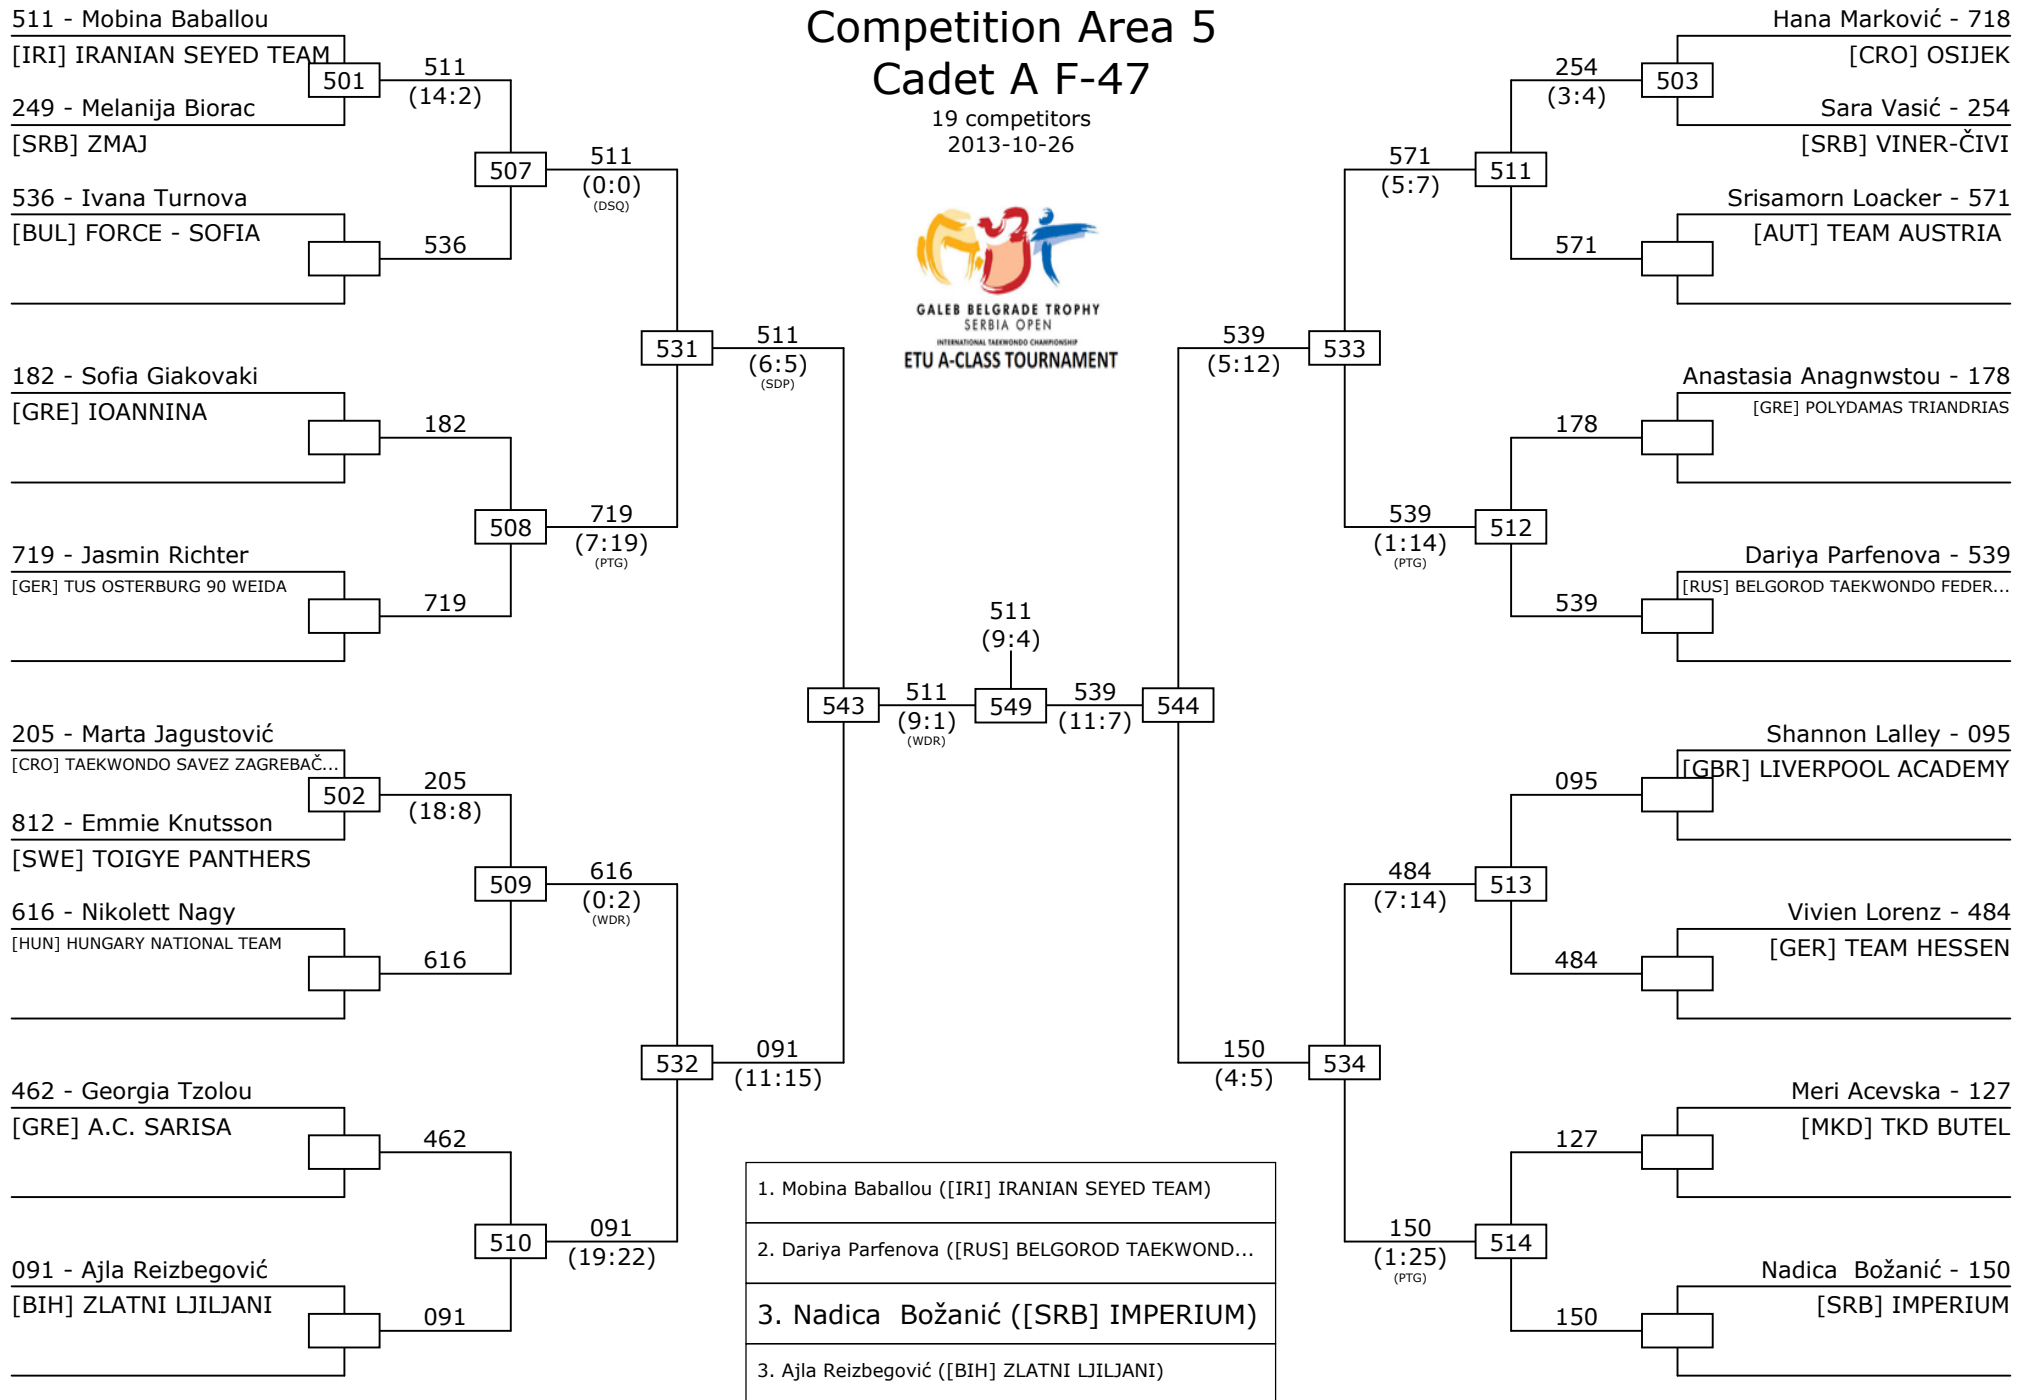 Competition Area 5
Cadet A F-47
19 competitors
2013-10-26
GALEB BELGRADE TROPHY
SERBIA OPEN
INTERNATIONAL TAEKWONDO CHAMPIONSHIP
ETU A-CLASS TOURNAMENT
511 - Mobina Baballou
[IRI] IRANIAN SEYED TEAM
501
511
(14:2)
249 - Melanija Biorac
[SRB] ZMAJ
507
511
(0:0)
(DSQ)
536 - Ivana Turnova
[BUL] FORCE - SOFIA
536
531
511
(6:5)
(SDP)
182 - Sofia Giakovaki
[GRE] IOANNINA
182
508
719
(7:19)
(PTG)
719 - Jasmin Richter
[GER] TUS OSTERBURG 90 WEIDA
719
543
511
(9:1)
(WDR)
549
511
(9:4)
539
(11:7)
544
205 - Marta Jagustović
[CRO] TAEKWONDO SAVEZ ZAGREBAČ...
502
205
(18:8)
812 - Emmie Knutsson
[SWE] TOIGYE PANTHERS
509
616
(0:2)
(WDR)
616 - Nikolett Nagy
[HUN] HUNGARY NATIONAL TEAM
616
532
091
(11:15)
462 - Georgia Tzolou
[GRE] A.C. SARISA
462
510
091
(19:22)
091 - Ajla Reizbegović
[BIH] ZLATNI LJILJANI
091
Hana Marković - 718
[CRO] OSIJEK
254
(3:4)
503
Sara Vasić - 254
[SRB] VINER-ČIVI
571
(5:7)
511
Srisamorn Loacker - 571
[AUT] TEAM AUSTRIA
571
539
(5:12)
533
Anastasia Anagnwstou - 178
[GRE] POLYDAMAS TRIANDRIAS
178
539
(1:14)
(PTG)
512
Dariya Parfenova - 539
[RUS] BELGOROD TAEKWONDO FEDER...
539
Shannon Lalley - 095
[GBR] LIVERPOOL ACADEMY
095
484
(7:14)
513
Vivien Lorenz - 484
[GER] TEAM HESSEN
484
150
(4:5)
534
Meri Acevska - 127
[MKD] TKD BUTEL
127
150
(1:25)
(PTG)
514
Nadica  Božanić - 150
[SRB] IMPERIUM
150
1. Mobina Baballou ([IRI] IRANIAN SEYED TEAM)
2. Dariya Parfenova ([RUS] BELGOROD TAEKWOND...
3. Nadica  Božanić ([SRB] IMPERIUM)
3. Ajla Reizbegović ([BIH] ZLATNI LJILJANI)